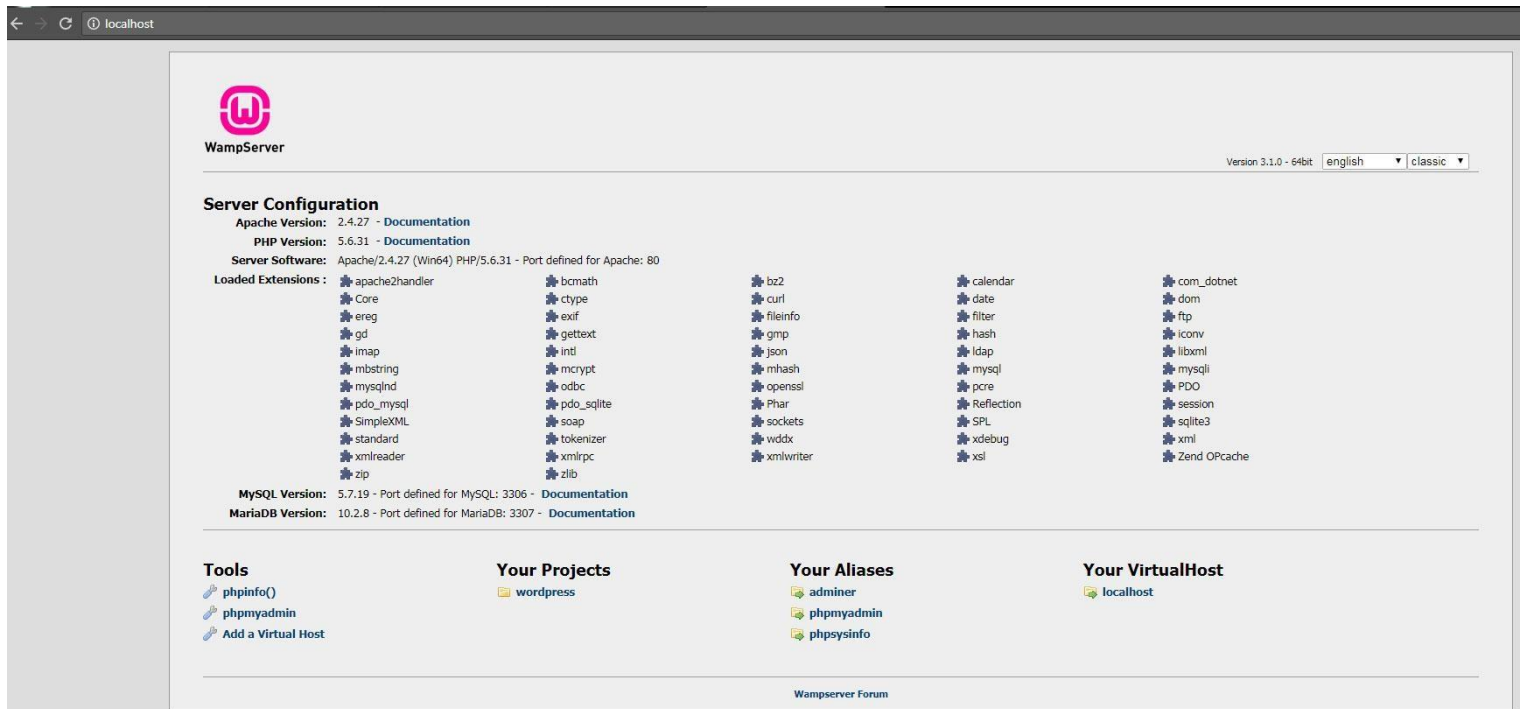 localhost
WampServer
Version 3.1.0 - 64bit english classic
Server Configuration
Apache Version: 2.4.27 - Documentation
PHP Version: 5.6.31 - Documentation
Server Software: Apache/2.4.27 (Win64) PHP/5.6.31 - Port defined for Apache: 80
Loaded Extensions : apache2handler bcmath bz2 calendar com_dotnet
Core ctype curl date dom
ereg exif fileinfo filter ftp
gd gettext gmp hash iconv
imap intl json ldap libxml
mbstring mcrypt mhash mysql mysqli
mysqlnd odbc openssl pcre PDO
pdo_mysql pdo_sqlite Phar Reflection session
SimpleXML soap sockets SPL sqlite3
standard tokenizer wddx xdebug xml
xmlreader xmlrpc xmlwriter xsl Zend OPcache
zip zlib
MySQL Version: 5.7.19 - Port defined for MySQL: 3306 - Documentation
MariaDB Version: 10.2.8 - Port defined for MariaDB: 3307 - Documentation
Tools Your Projects Your Aliases Your VirtualHost
phpinfo() wordpress adminer localhost
phpmyadmin phpmyadmin
Add a Virtual Host phpsysinfo
Wampserver Forum